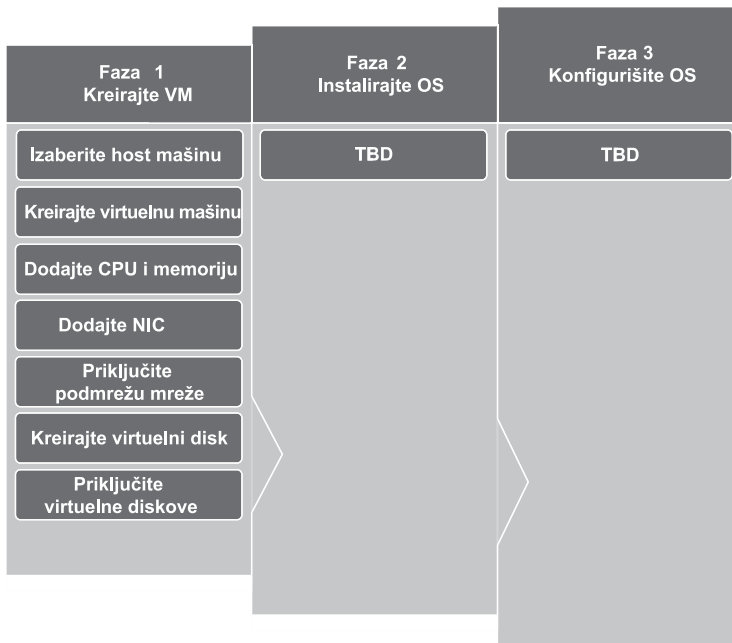 Faza 1
Kreirajte VM
Izaberite host mašinu
Kreirajte virtuelnu mašinu
Dodajte CPU i memoriju
Dodajte NIC
Priključite
podmrežu mreže
Kreirajte virtuelni disk
Priključite
virtuelne diskove
Faza 2
Instalirajte OS
TBD
Faza 3
Konfigurišite OS
TBD